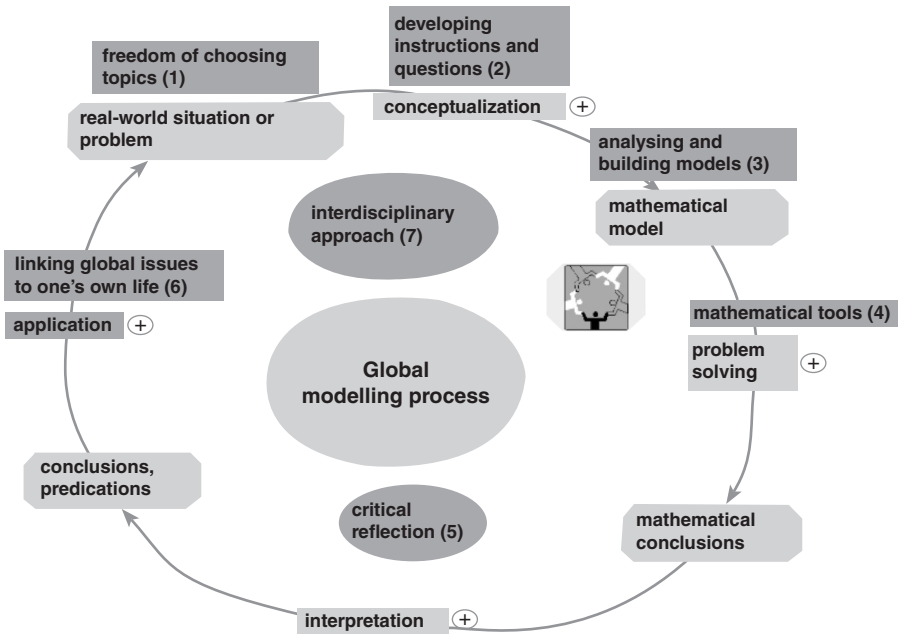 developing
instructions and
questions (2)
freedom of choosing
topics (1)
conceptualization +
real-world situation or
problem
analysing and
building models (3)
mathematical
model
interdisciplinary
approach (7)
linking global issues
to one's own life (6)
application +
mathematical tools (4)
problem
solving +
Global
modelling process
conclusions,
predications
critical
reflection (5)
mathematical
conclusions
interpretation +